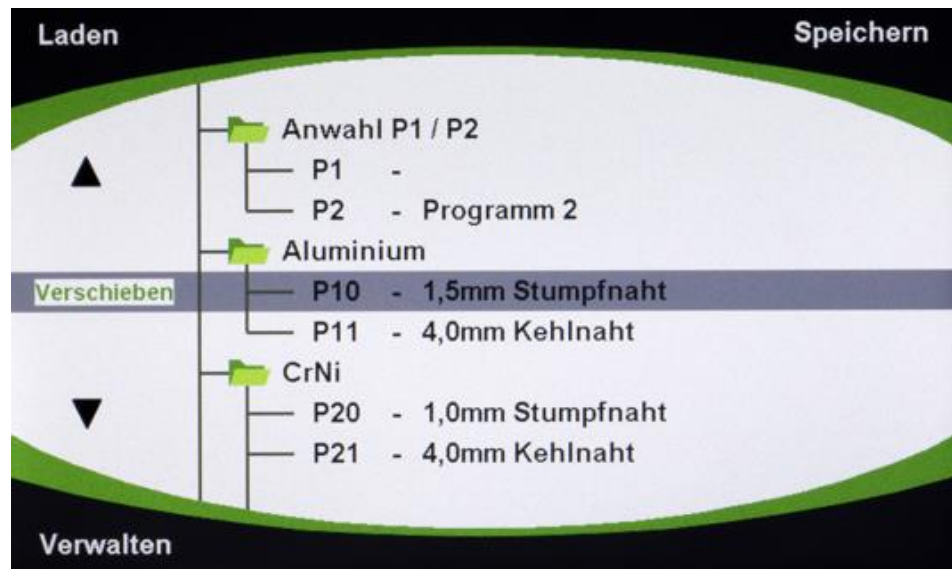 Laden
Speichern
Anwahl P1 / P2
P1 -
P2 - Programm 2
Aluminium
Verschieben P10 - 1,5mm Stumpfnaht
P11 - 4,0mm Kehlnaht
CrNi
P20 - 1,0mm Stumpfnaht
P21 - 4,0mm Kehlnaht
Verwalten